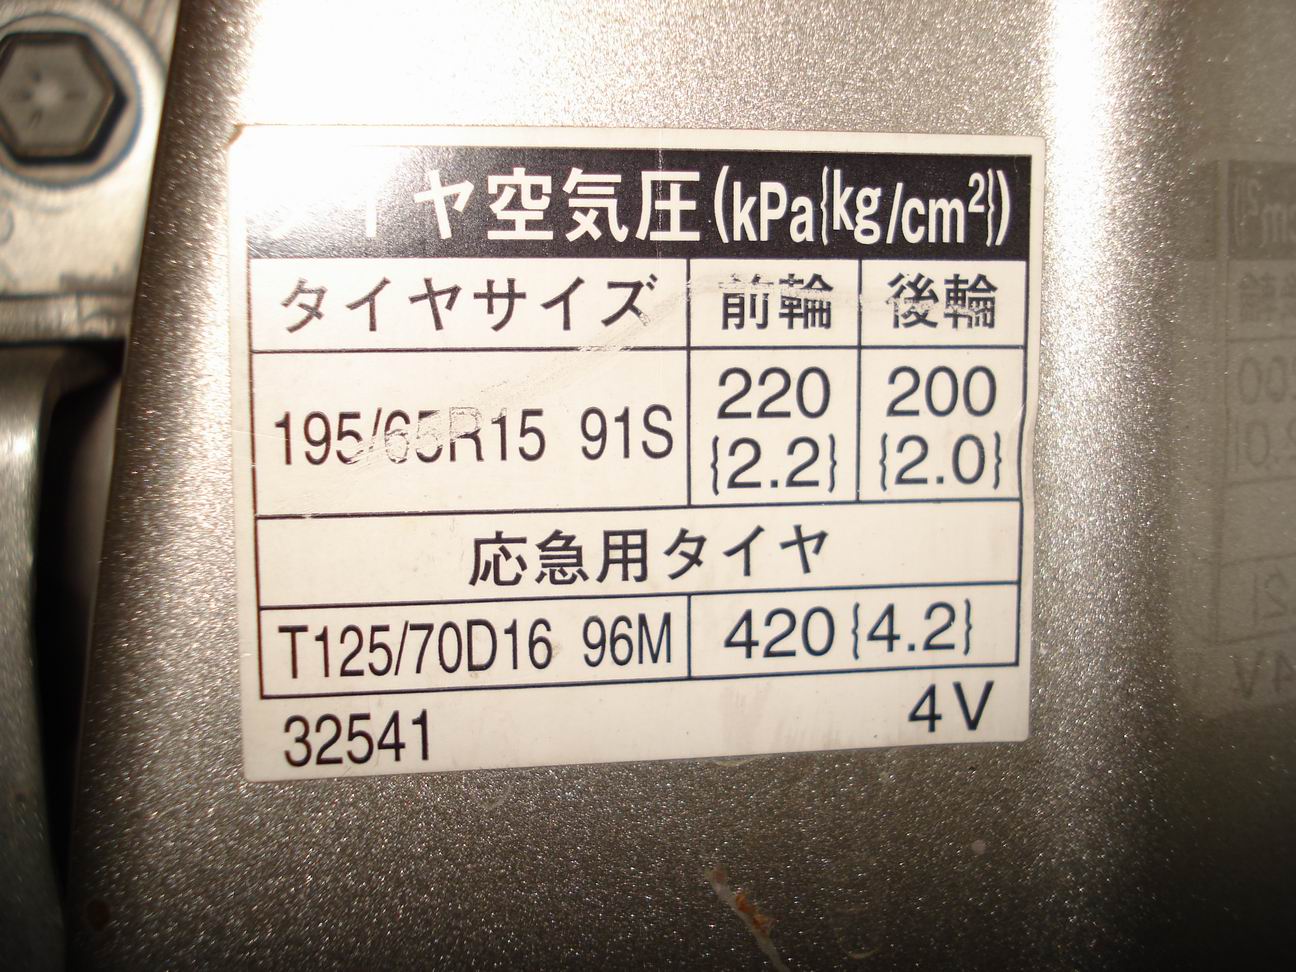 タイヤ空気圧(kPa{kg/cm²})
タイヤサイズ 前輪 後輪
195/65R15 91S 220 {2.2} 200 {2.0}
応急用タイヤ
T125/70D16 96M 420{4.2}
32541 4V